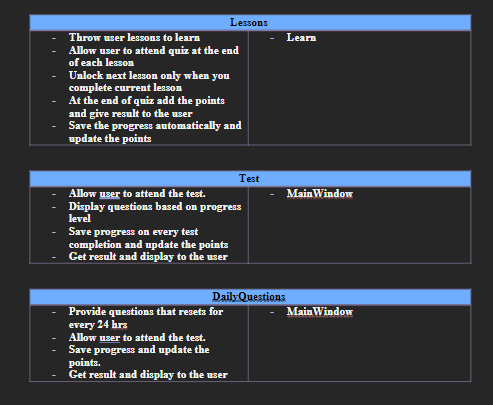 Lessons
- Throw user lessons to learn
- Allow user to attend quiz at the end
of each lesson
- Unlock next lesson only when you
complete current lesson
- At the end of quiz add the points
and give result to the user
- Save the progress automatically and
update the points
- Learn
Test
- Allow user to attend the test.
- Display questions based on progress
level
- Save progress on every test
completion and update the points
- Get result and display to the user
- MainWindow
DailyQuestions
- Provide questions that resets for
every 24 hrs
- Allow user to attend the test.
- Save progress and update the
points.
- Get result and display to the user
- MainWindow